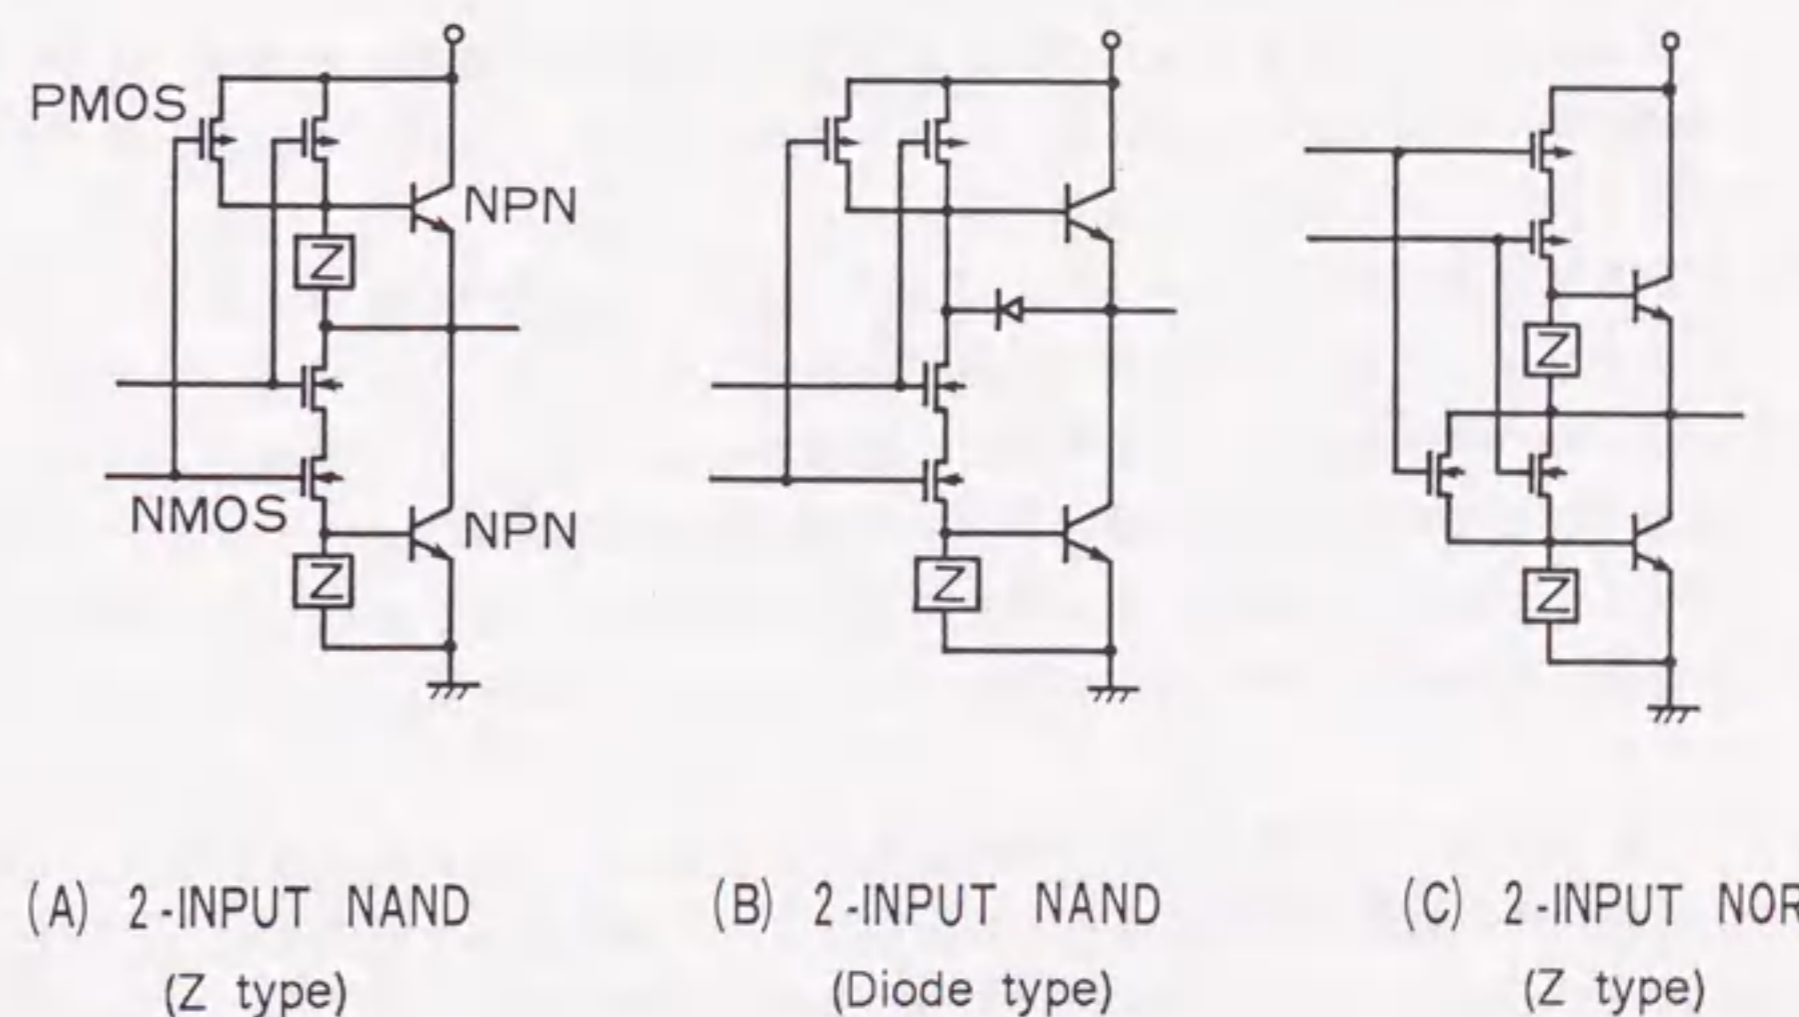 PMOS
NPN
Z
NMOS
NPN
Z
Z
Z
Z
(A) 2-INPUT NAND
(Z type)
(B) 2-INPUT NAND
(Diode type)
(C) 2-INPUT NOR
(Z type)